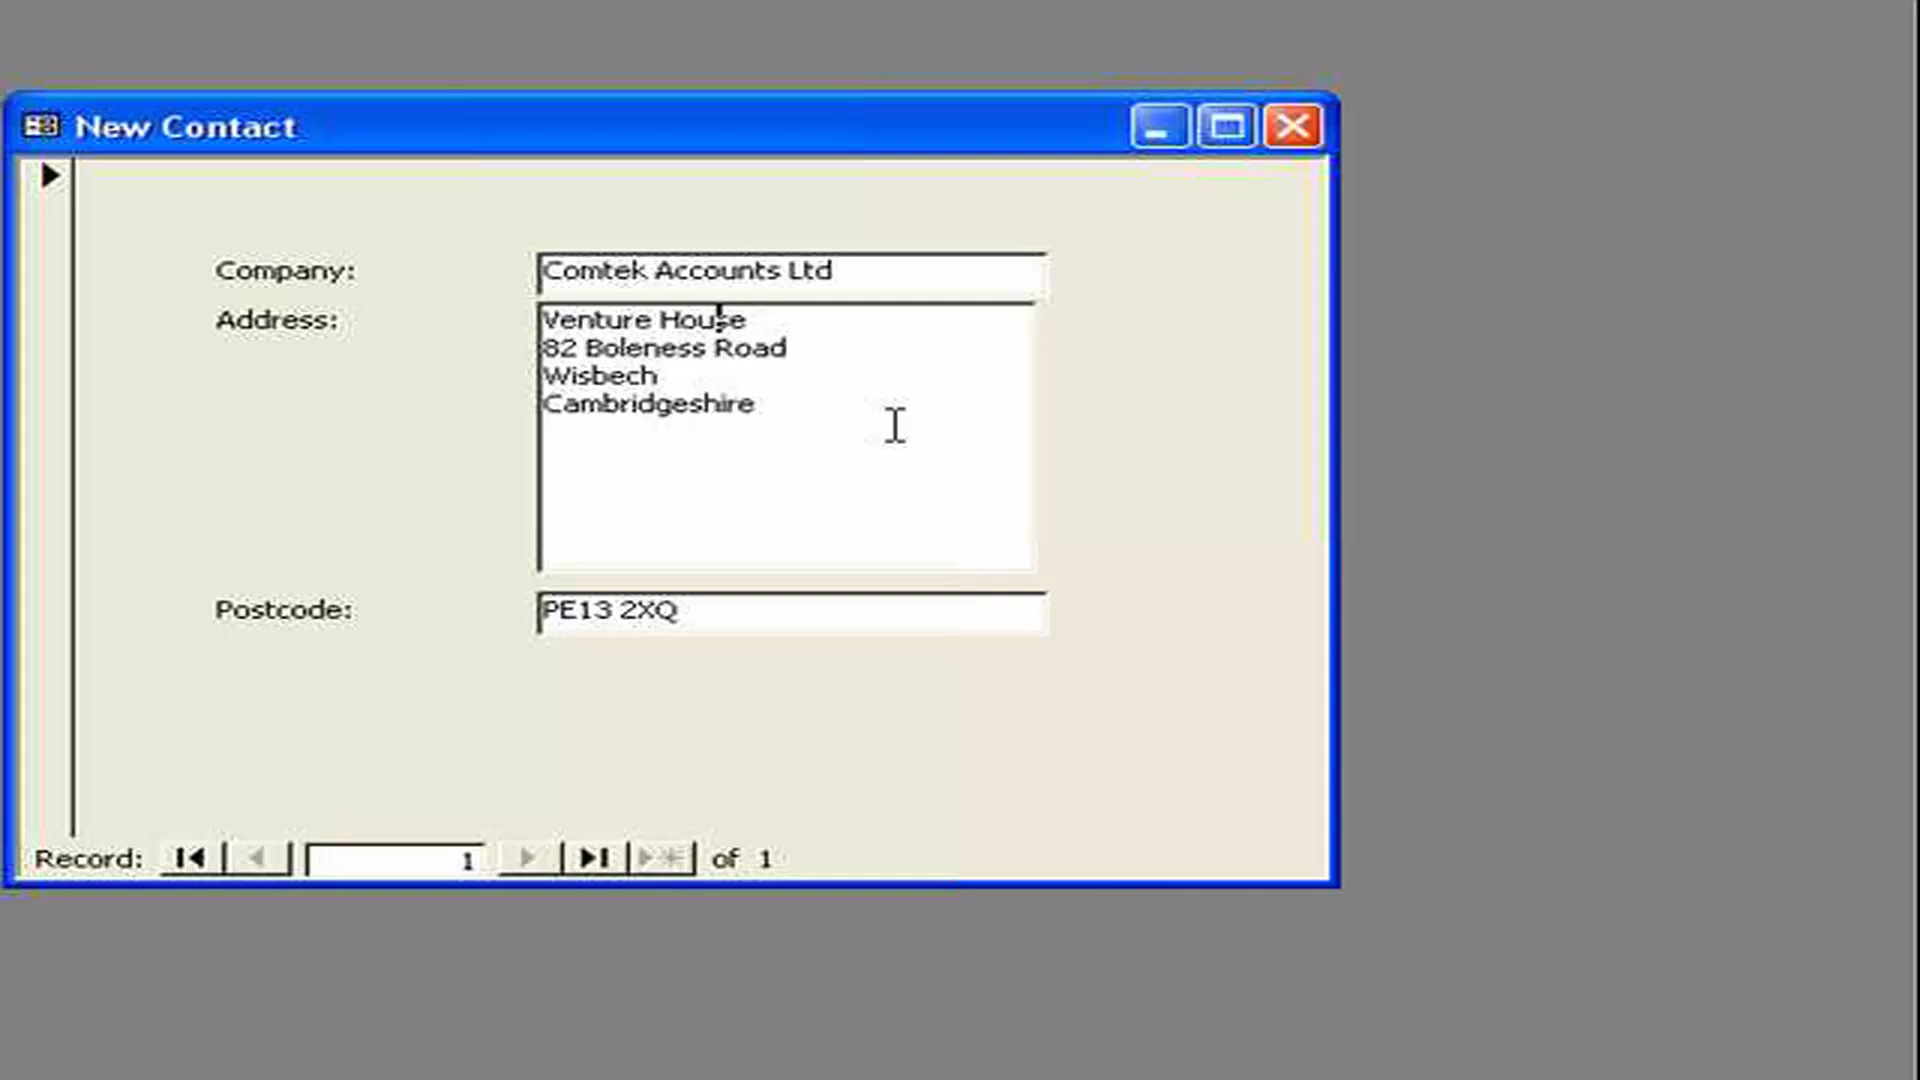 New Contact
Company: Comtek Accounts Ltd
Address: Venture House
82 Boleness Road
Wisbech
Cambridgeshire
Postcode: PE13 2XQ
Record: 1 of 1